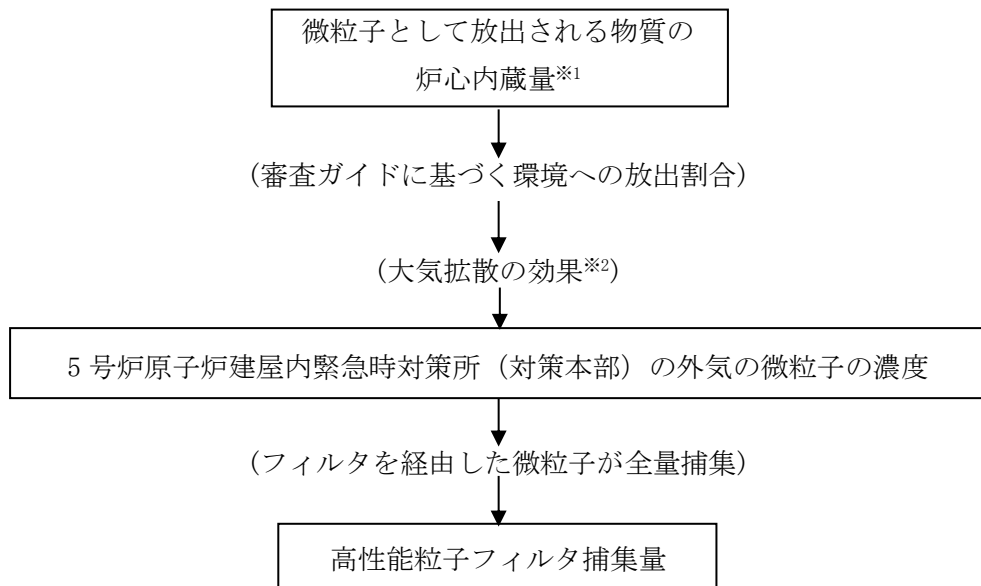 微粒子として放出される物質の
炉心内蔵量※1
(審査ガイドに基づく環境への放出割合)
(大気拡散の効果※2)
5号炉原子炉建屋内緊急時対策所（対策本部）の外気の微粒子の濃度
(フィルタを経由した微粒子が全量捕集)
高性能粒子フィルタ捕集量